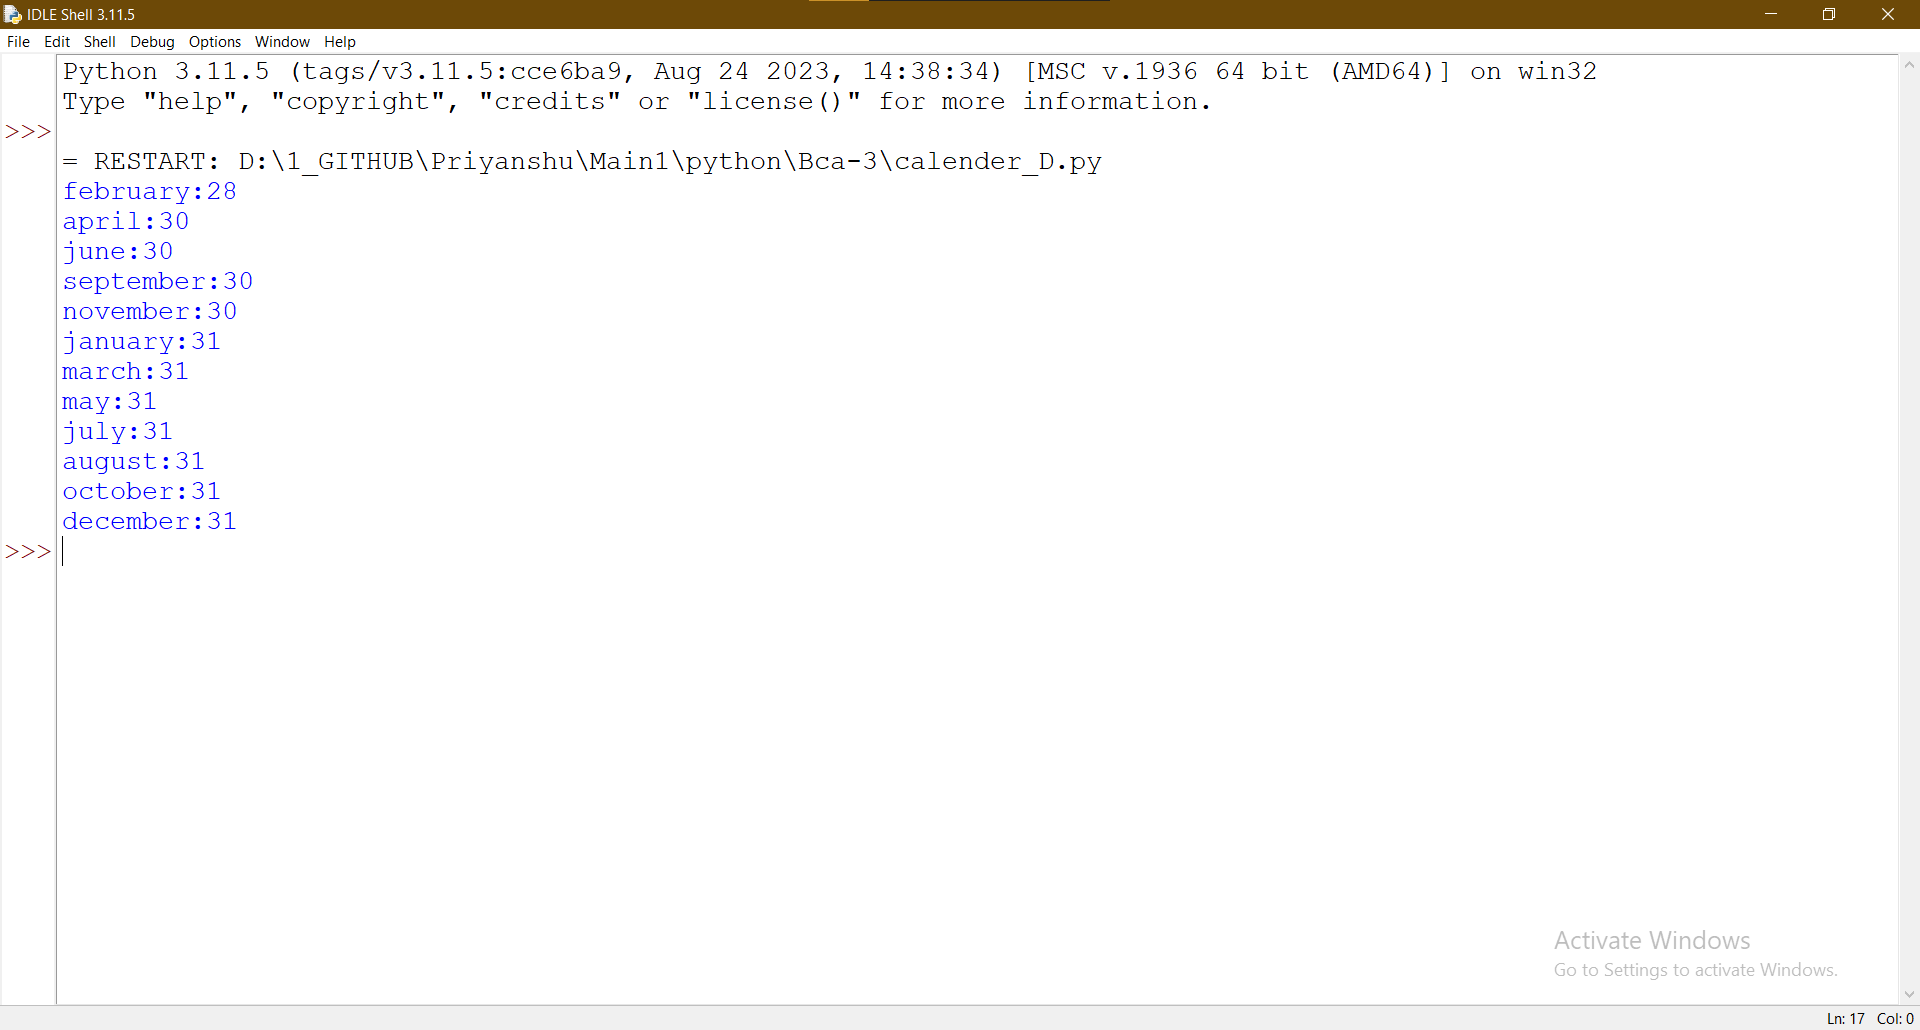 IDLE Shell 3.11.5
File Edit Shell Debug Options Window Help
Python 3.11.5 (tags/v3.11.5:cce6ba9, Aug 24 2023, 14:38:34) [MSC v.1936 64 bit (AMD64)] on win32
Type "help", "copyright", "credits" or "license()" for more information.
>>>
= RESTART: D:\1_GITHUB\Priyanshu\Main1\python\Bca-3\calender_D.py
february:28
april:30
june:30
september:30
november:30
january:31
march:31
may:31
july:31
august:31
october:31
december:31
>>>
Activate Windows
Go to Settings to activate Windows.
Ln: 17 Col: 0